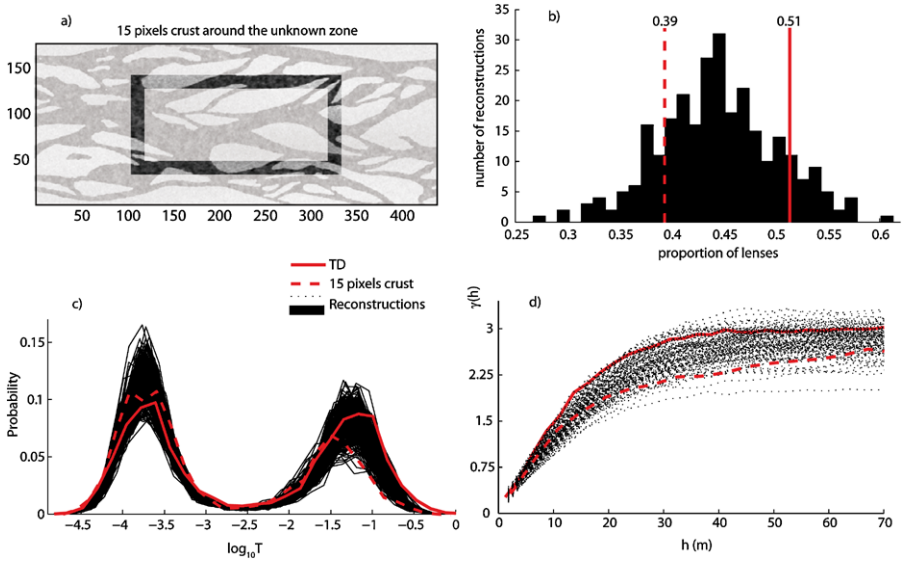 a)
15 pixels crust around the unknown zone
150
100
50
50 100 150 200 250 300 350 400
b)
0.39 0.51
number of reconstructions
35
30
25
20
15
10
5
0
0.25 0.3 0.35 0.4 0.45 0.5 0.55 0.6
proportion of lenses
TD
15 pixels crust
Reconstructions
c)
Probability
0.15
0.1
0.05
0
−4.5 −4 −3.5 −3 −2.5 −2 −1.5 −1 −0.5 0
log10T
d)
γ(h)
3
2.25
1.5
0.75
0
0 10 20 30 40 50 60 70
h (m)